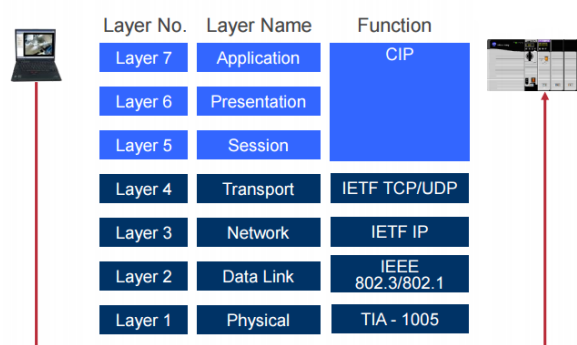 Layer No. Layer Name Function
Layer 7 Application CIP
Layer 6 Presentation
Layer 5 Session
Layer 4 Transport IETF TCP/UDP
Layer 3 Network IETF IP
Layer 2 Data Link IEEE 802.3/802.1
Layer 1 Physical TIA - 1005